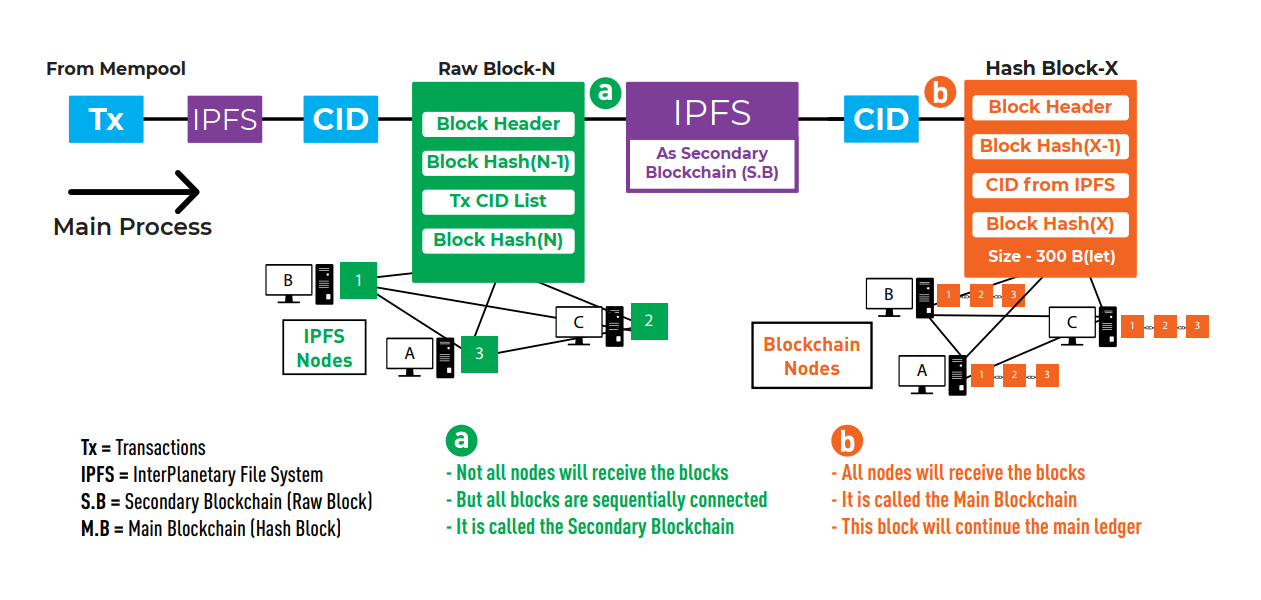 From Mempool
Raw Block-N
Hash Block-X
Tx
IPFS
CID
a
IPFS
As Secondary
Blockchain (S.B)
CID
b
Block Header
Block Hash(N-1)
Tx CID List
Block Hash(N)
Block Header
Block Hash(X-1)
CID from IPFS
Block Hash(X)
Size - 300 B(let)
Main Process
B
1
C
2
A
3
IPFS
Nodes
B
1
2
3
C
1
2
3
A
1
2
3
Blockchain
Nodes
Tx = Transactions
IPFS = InterPlanetary File System
S.B = Secondary Blockchain (Raw Block)
M.B = Main Blockchain (Hash Block)
a
- Not all nodes will receive the blocks
- But all blocks are sequentially connected
- It is called the Secondary Blockchain
b
- All nodes will receive the blocks
- It is called the Main Blockchain
- This block will continue the main ledger